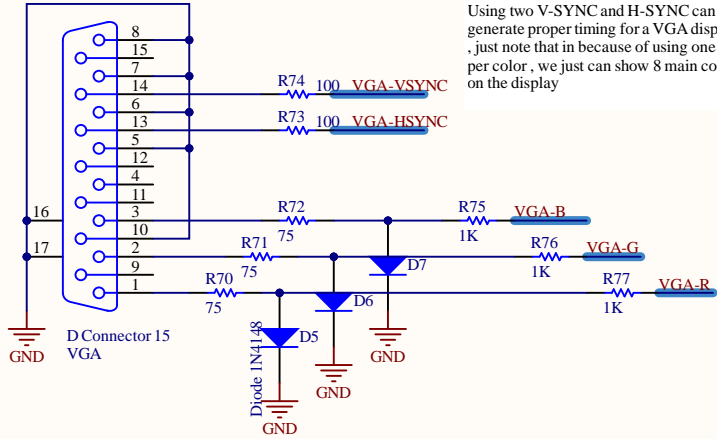 Using two V-SYNC and H-SYNC can
generate proper timing for a VGA disp
, just note that in because of using one
per color , we just can show 8 main co
on the display
8
15
7
14
R74
100
VGA-VSYNC
6
R73
13
100
VGA-HSYNC
5
12
4
11
16
3
R72
75
R75
1K
VGA-B
10
17
2
R71
75
D7
R76
1K
VGA-G
9
1
R70
75
D6
R77
1K
VGA-R
D Connector 15
VGA
Diode 1N4148
D5
GND
GND
GND
GND